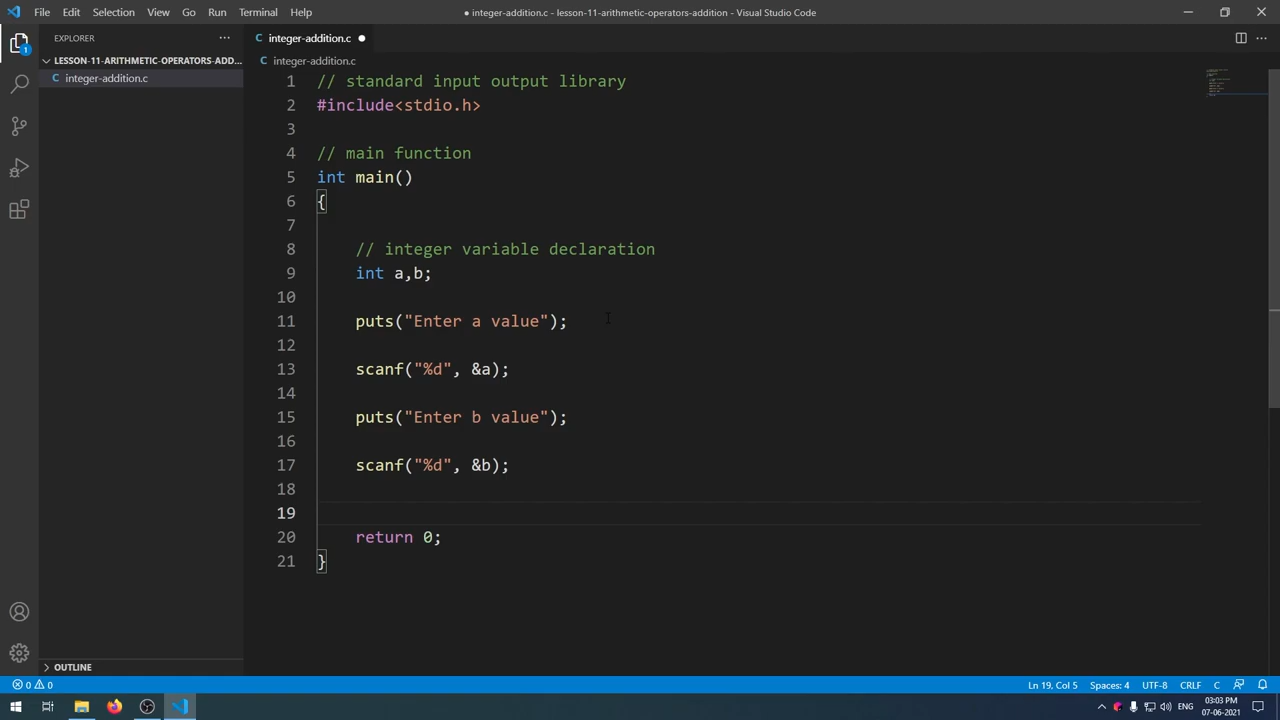 File Edit Selection View Go Run Terminal Help
● integer-addition.c - lesson-11-arithmetic-operators-addition - Visual Studio Code
EXPLORER
C integer-addition.c ●
LESSON-11-ARITHMETIC-OPERATORS-ADD...
C integer-addition.c
C integer-addition.c
1 // standard input output library
2 #include<stdio.h>
3
4 // main function
5 int main()
6 {
7
8 // integer variable declaration
9 int a,b;
10
11 puts("Enter a value");
12
13 scanf("%d", &a);
14
15 puts("Enter b value");
16
17 scanf("%d", &b);
18
19
20 return 0;
21 }
1
OUTLINE
0 0
Ln 19, Col 5 Spaces: 4 UTF-8 CRLF C
ENG
03:03 PM
07-06-2021